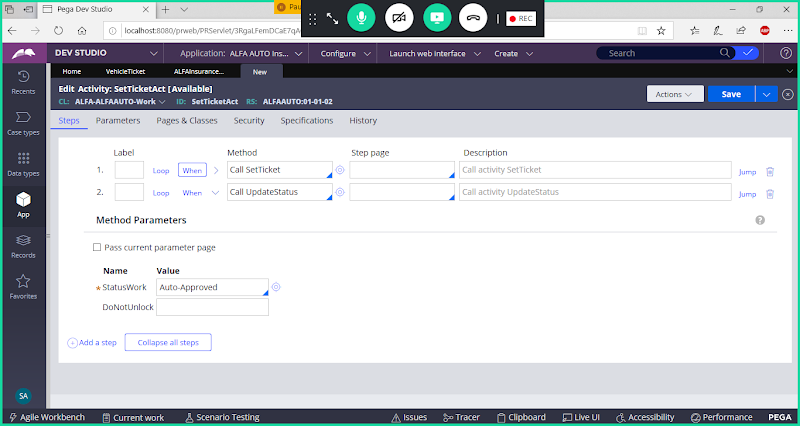 Pega Dev Studio
Pau
REC
localhost:8080/prweb/PRServlet/3RgaLFemDCaE7qA
ABP
DEV STUDIO
Application: ALFA AUTO Ins...
Configure
Launch web interface
Create
Search
Home
VehicleTicket
ALFAInsurance...
New
Edit Activity: SetTicketAct [Available]
CL: ALFA-ALFAAUTO-Work ID: SetTicketAct RS: ALFAAUTO:01-01-02
Actions
Save
Recents
Case types
Data types
App
Records
Favorites
SA
Steps
Parameters
Pages & Classes
Security
Specifications
History
Label
Method
Step page
Description
1. Loop When Call SetTicket Call activity SetTicket Jump
2. Loop When Call UpdateStatus Call activity UpdateStatus Jump
Method Parameters
Pass current parameter page
Name Value
*StatusWork Auto-Approved
DoNotUnlock
Add a step
Collapse all steps
Agile Workbench
Current work
Scenario Testing
Issues
Tracer
Clipboard
Live UI
Accessibility
Performance
PEGA